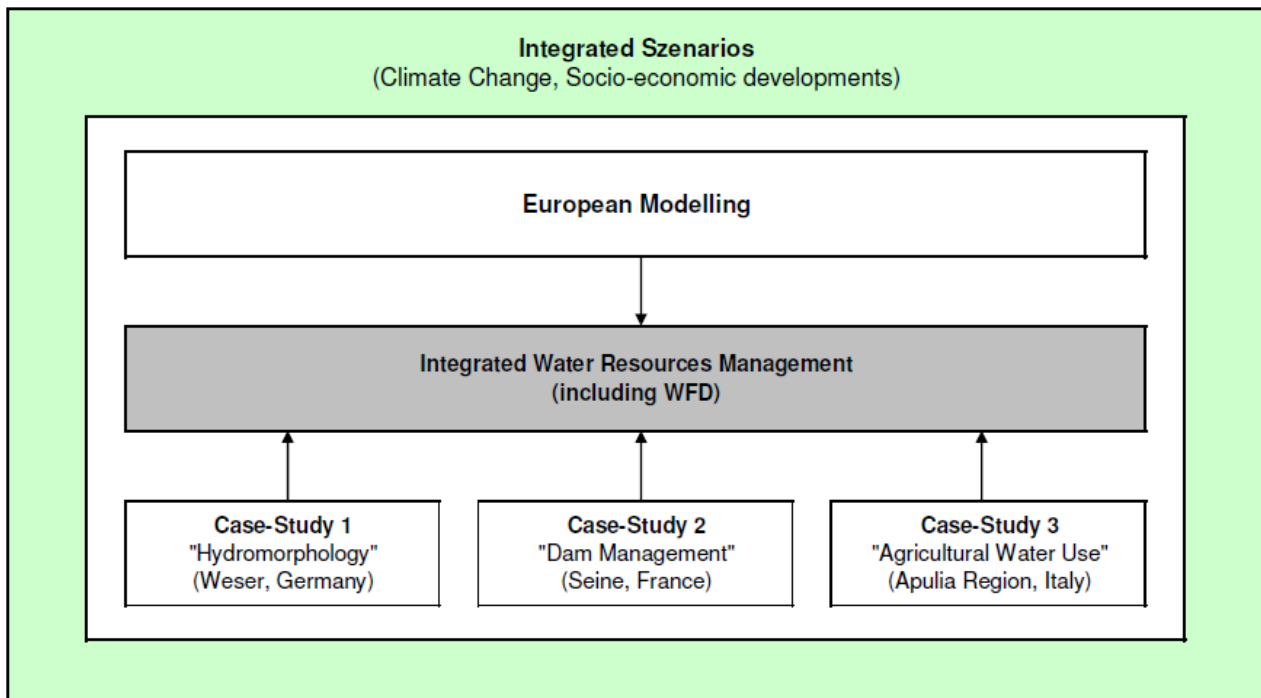 Integrated Szenarios
(Climate Change, Socio-economic developments)
European Modelling
Integrated Water Resources Management
(including WFD)
Case-Study 1
"Hydromorphology"
(Weser, Germany)
Case-Study 2
"Dam Management"
(Seine, France)
Case-Study 3
"Agricultural Water Use"
(Apulia Region, Italy)